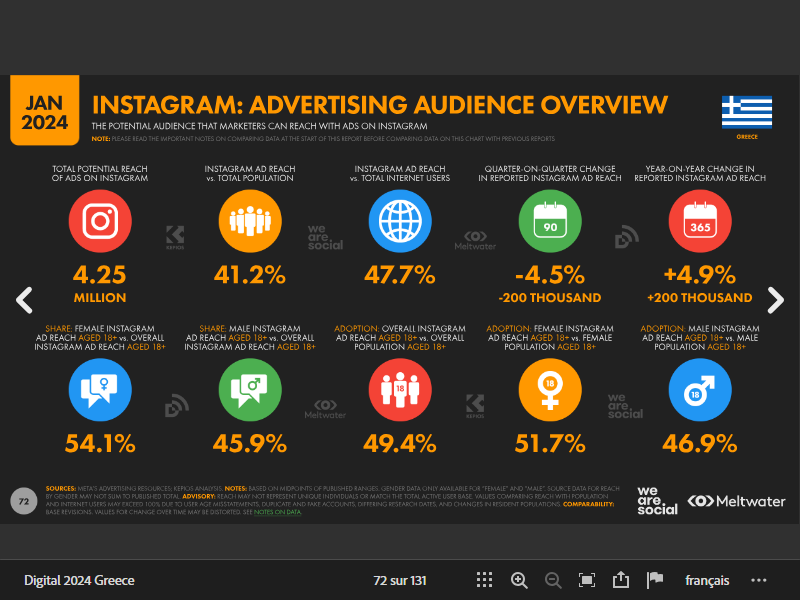 JAN
2024
INSTAGRAM: ADVERTISING AUDIENCE OVERVIEW
THE POTENTIAL AUDIENCE THAT MARKETERS CAN REACH WITH ADS ON INSTAGRAM
NOTE: PLEASE READ THE IMPORTANT NOTES ON COMPARING DATA AT THE START OF THIS REPORT BEFORE COMPARING DATA ON THIS CHART WITH PREVIOUS REPORTS
GREECE
TOTAL POTENTIAL REACH
OF ADS ON INSTAGRAM
4.25
MILLION
INSTAGRAM AD REACH
vs. TOTAL POPULATION
41.2%
INSTAGRAM AD REACH
vs. TOTAL INTERNET USERS
47.7%
QUARTER-ON-QUARTER CHANGE
IN REPORTED INSTAGRAM AD REACH
90
-4.5%
-200 THOUSAND
YEAR-ON-YEAR CHANGE IN
REPORTED INSTAGRAM AD REACH
365
+4.9%
+200 THOUSAND
KEPIOS
we
are.
social
Meltwater
SHARE: FEMALE INSTAGRAM
AD REACH AGED 18+ vs. OVERALL
INSTAGRAM AD REACH AGED 18+
54.1%
SHARE: MALE INSTAGRAM
AD REACH AGED 18+ vs. OVERALL
INSTAGRAM AD REACH AGED 18+
45.9%
ADOPTION: OVERALL INSTAGRAM
AD REACH AGED 18+ vs. OVERALL
POPULATION AGED 18+
18
49.4%
ADOPTION: FEMALE INSTAGRAM
AD REACH AGED 18+ vs. FEMALE
POPULATION AGED 18+
18
51.7%
ADOPTION: MALE INSTAGRAM
AD REACH AGED 18+ vs. MALE
POPULATION AGED 18+
18
46.9%
Meltwater
KEPIOS
we
are.
social
72
SOURCES: META'S ADVERTISING RESOURCES; KEPIOS ANALYSIS. NOTES: BASED ON MIDPOINTS OF PUBLISHED RANGES. GENDER DATA ONLY AVAILABLE FOR "FEMALE" AND "MALE". SOURCE DATA FOR REACH
BY GENDER MAY NOT SUM TO PUBLISHED TOTAL. ADVISORY: REACH MAY NOT REPRESENT UNIQUE INDIVIDUALS OR MATCH THE TOTAL ACTIVE USER BASE. VALUES COMPARING REACH WITH POPULATION
AND INTERNET USERS MAY EXCEED 100% DUE TO USER AGE MISSTATEMENTS, DUPLICATE AND FAKE ACCOUNTS, DIFFERING RESEARCH DATES, AND CHANGES IN RESIDENT POPULATIONS. COMPARABILITY:
BASE REVISIONS. VALUES FOR CHANGE OVER TIME MAY BE DISTORTED. SEE NOTES ON DATA.
we
are.
social
Meltwater
Digital 2024 Greece
72 sur 131
français